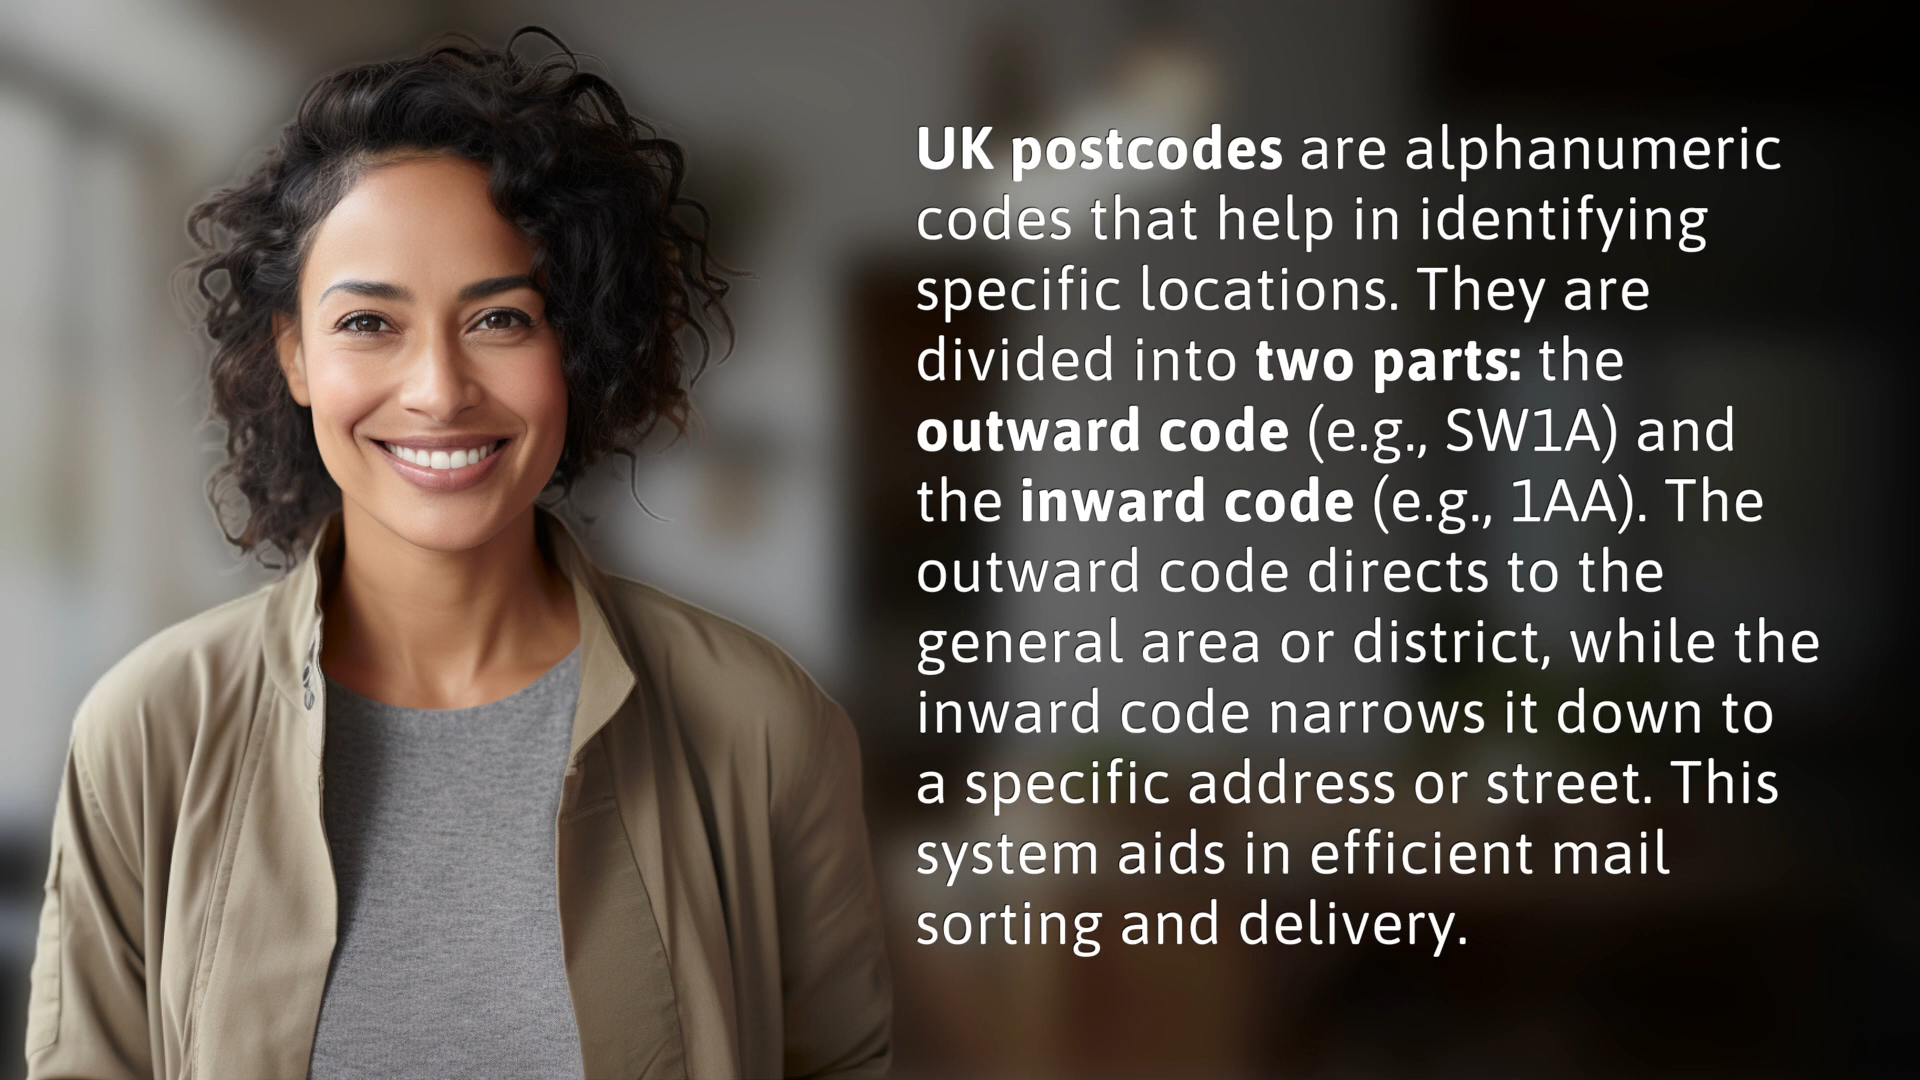 UK postcodes are alphanumeric
codes that help in identifying
specific locations. They are
divided into two parts: the
outward code (e.g., SW1A) and
the inward code (e.g., 1AA). The
outward code directs to the
general area or district, while the
inward code narrows it down to
a specific address or street. This
system aids in efficient mail
sorting and delivery.